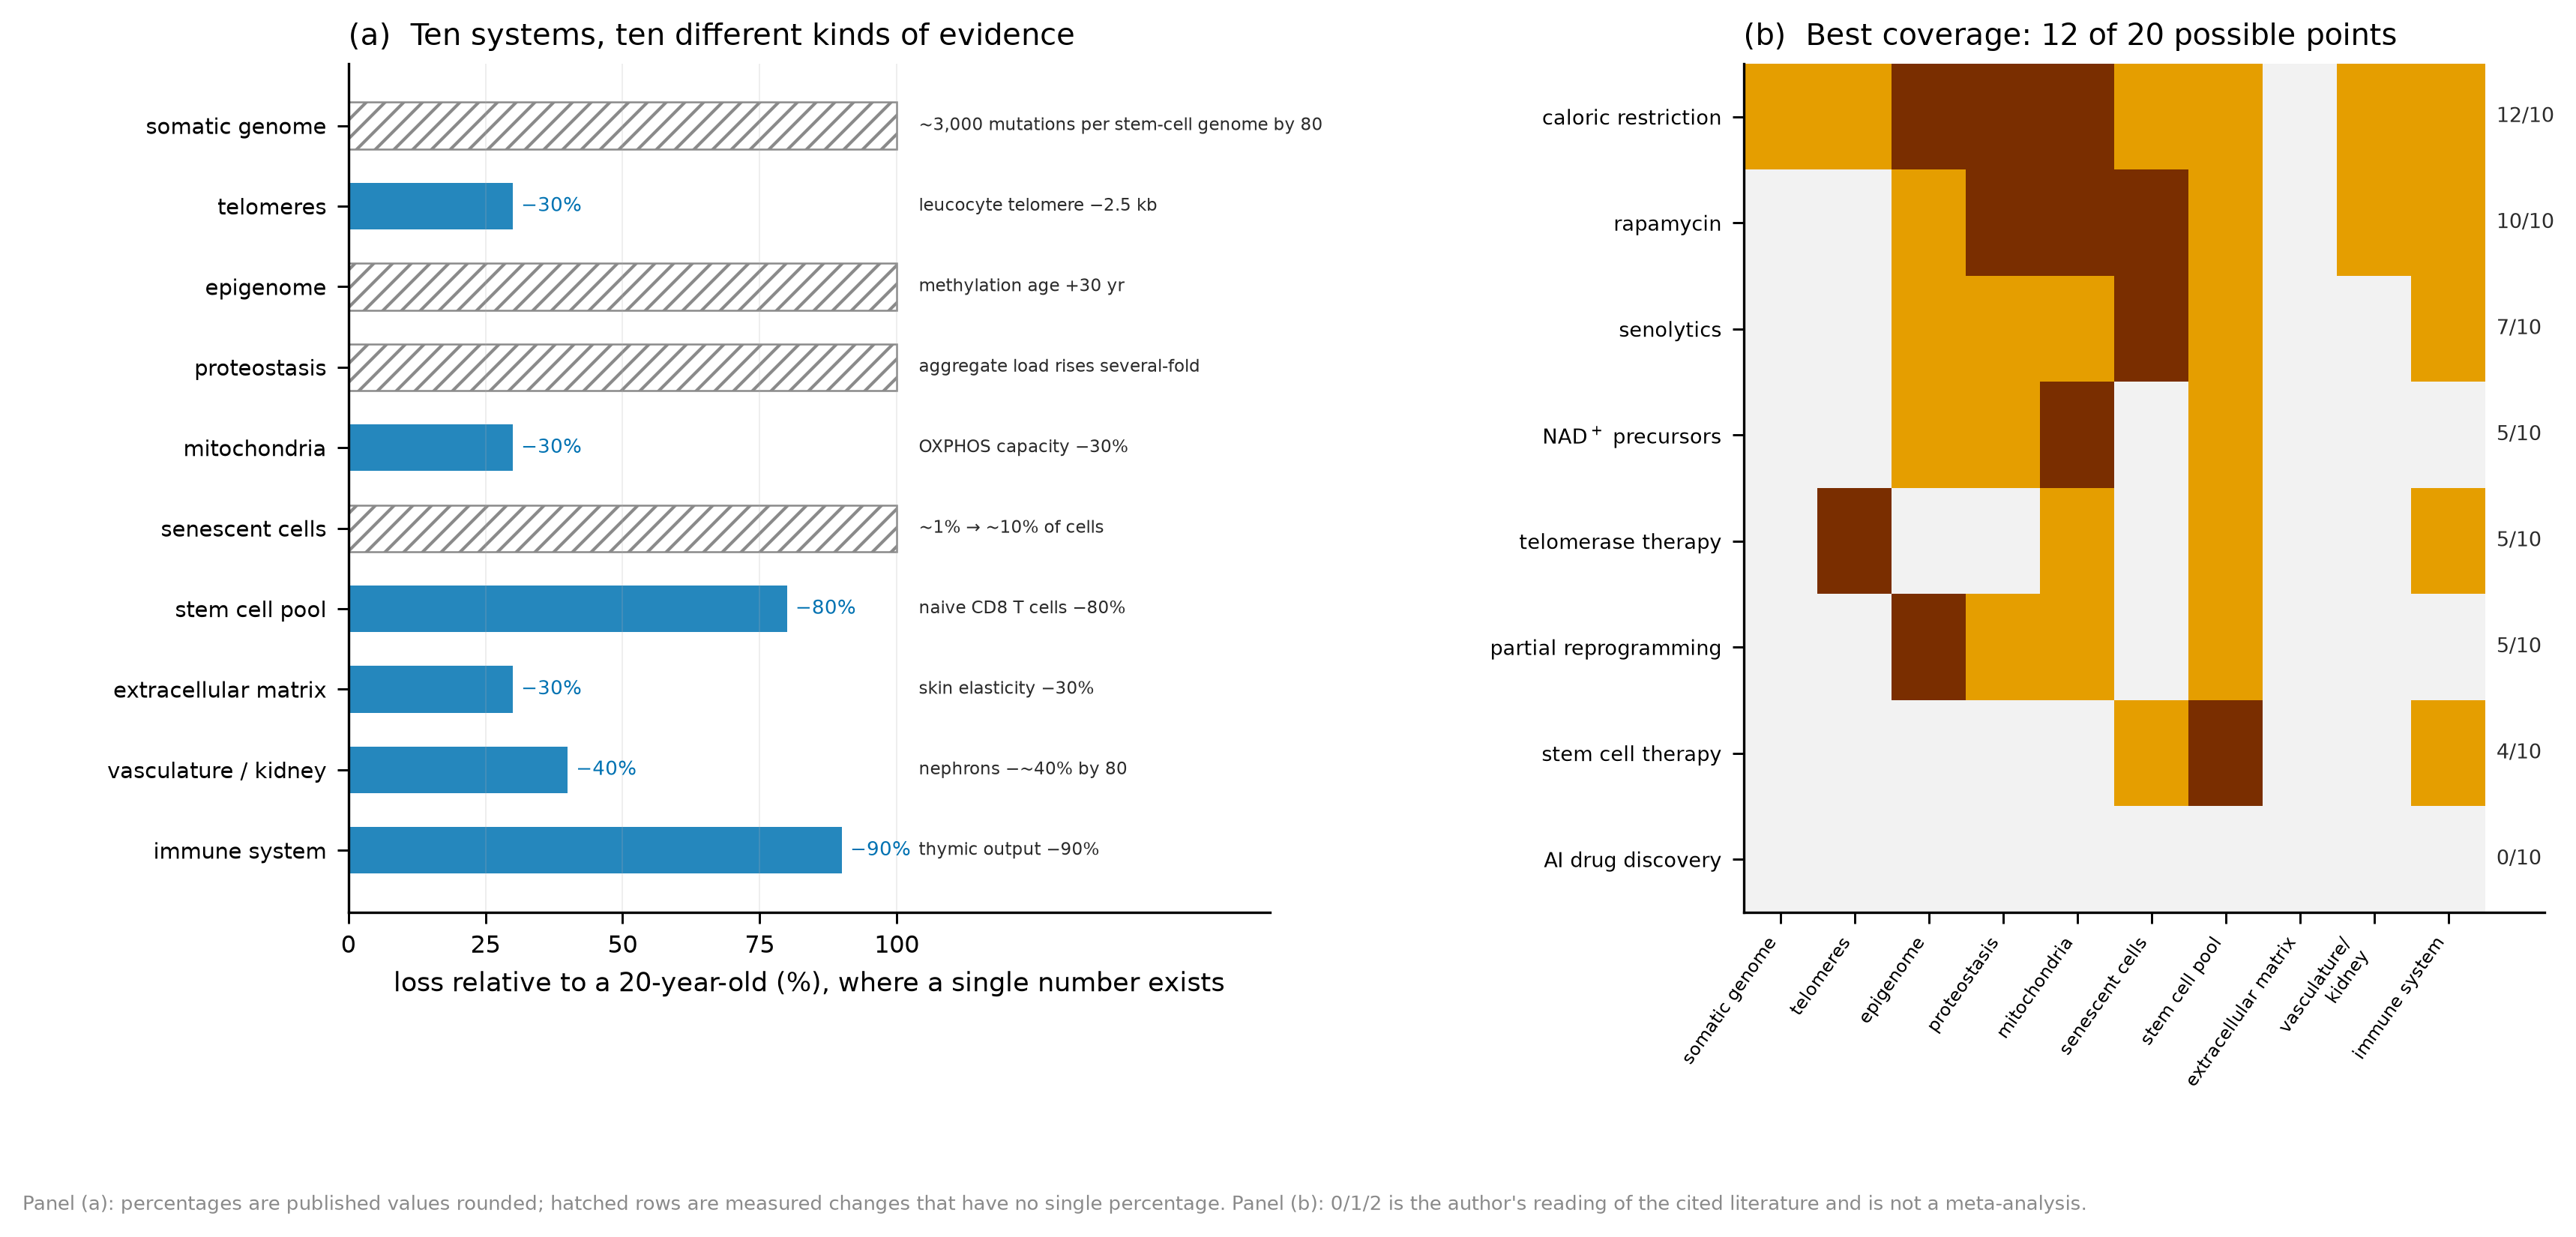 (a)  Ten systems, ten different kinds of evidence
somatic genome
~3,000 mutations per stem-cell genome by 80
telomeres
−30%
leucocyte telomere −2.5 kb
epigenome
methylation age +30 yr
proteostasis
aggregate load rises several-fold
mitochondria
−30%
OXPHOS capacity −30%
senescent cells
~1% → ~10% of cells
stem cell pool
−80%
naive CD8 T cells −80%
extracellular matrix
−30%
skin elasticity −30%
vasculature / kidney
−40%
nephrons −~40% by 80
immune system
−90%
thymic output −90%
0 25 50 75 100
loss relative to a 20-year-old (%), where a single number exists
(b)  Best coverage: 12 of 20 possible points
caloric restriction
12/10
rapamycin
10/10
senolytics
7/10
NAD⁺ precursors
5/10
telomerase therapy
5/10
partial reprogramming
5/10
stem cell therapy
4/10
AI drug discovery
0/10
somatic genome
telomeres
epigenome
proteostasis
mitochondria
senescent cells
stem cell pool
extracellular matrix
vasculature/
kidney
immune system
Panel (a): percentages are published values rounded; hatched rows are measured changes that have no single percentage. Panel (b): 0/1/2 is the author's reading of the cited literature and is not a meta-analysis.